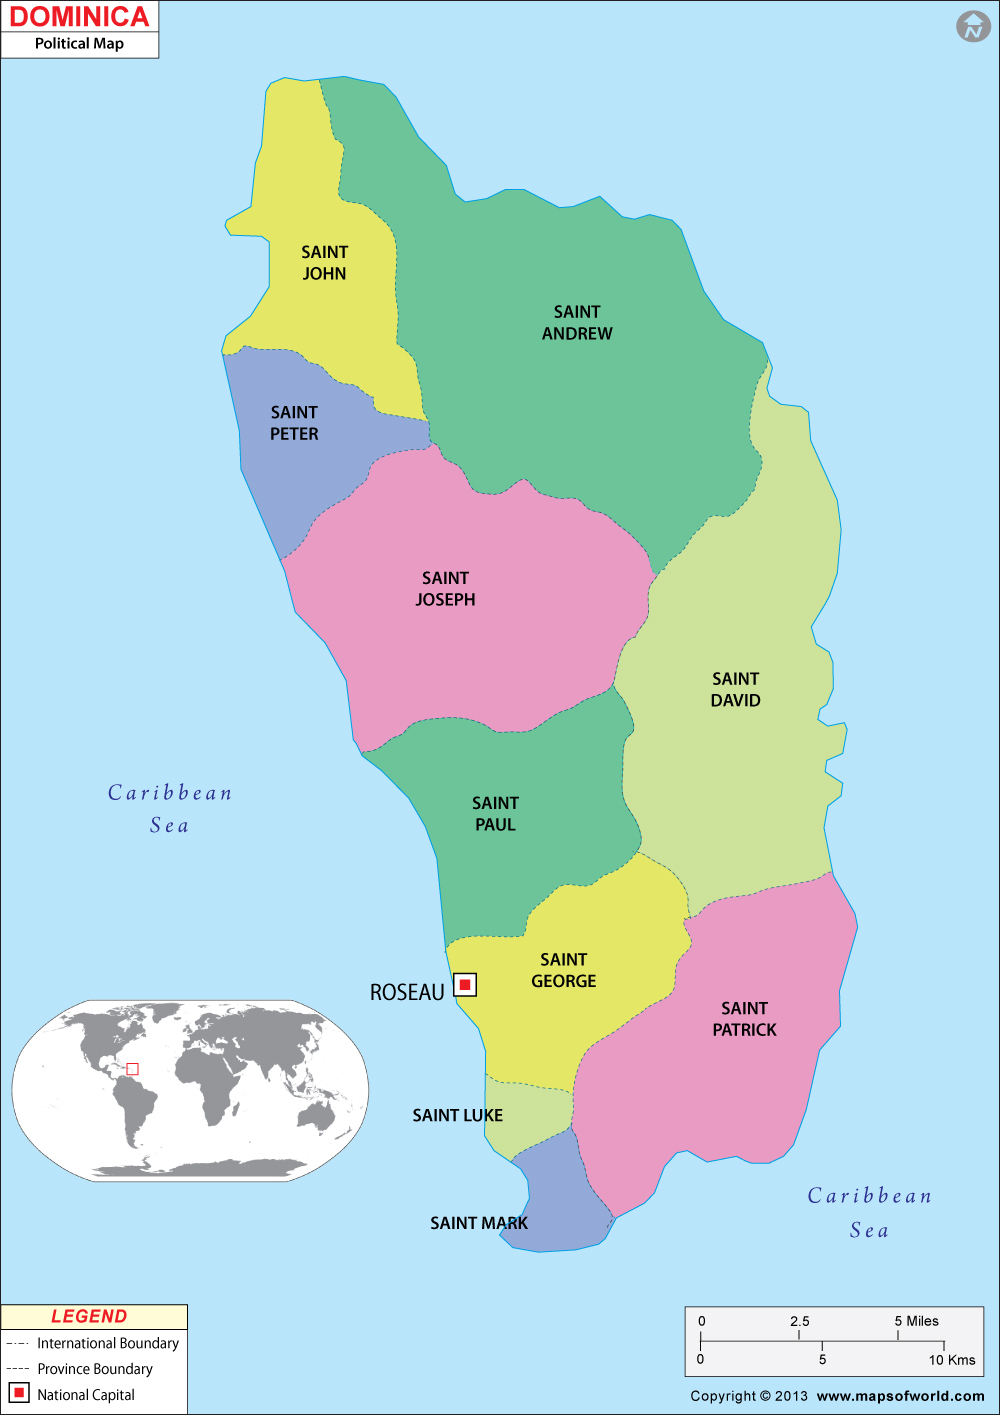 DOMINICA
Political Map
N
SAINT
JOHN
SAINT
ANDREW
SAINT
PETER
SAINT
JOSEPH
SAINT
DAVID
Caribbean
Sea
SAINT
PAUL
SAINT
GEORGE
ROSEAU
SAINT
PATRICK
SAINT LUKE
SAINT MARK
Caribbean
Sea
LEGEND
International Boundary
Province Boundary
National Capital
0 2.5 5 Miles
0 5 10 Kms
Copyright © 2013 www.mapsofworld.com